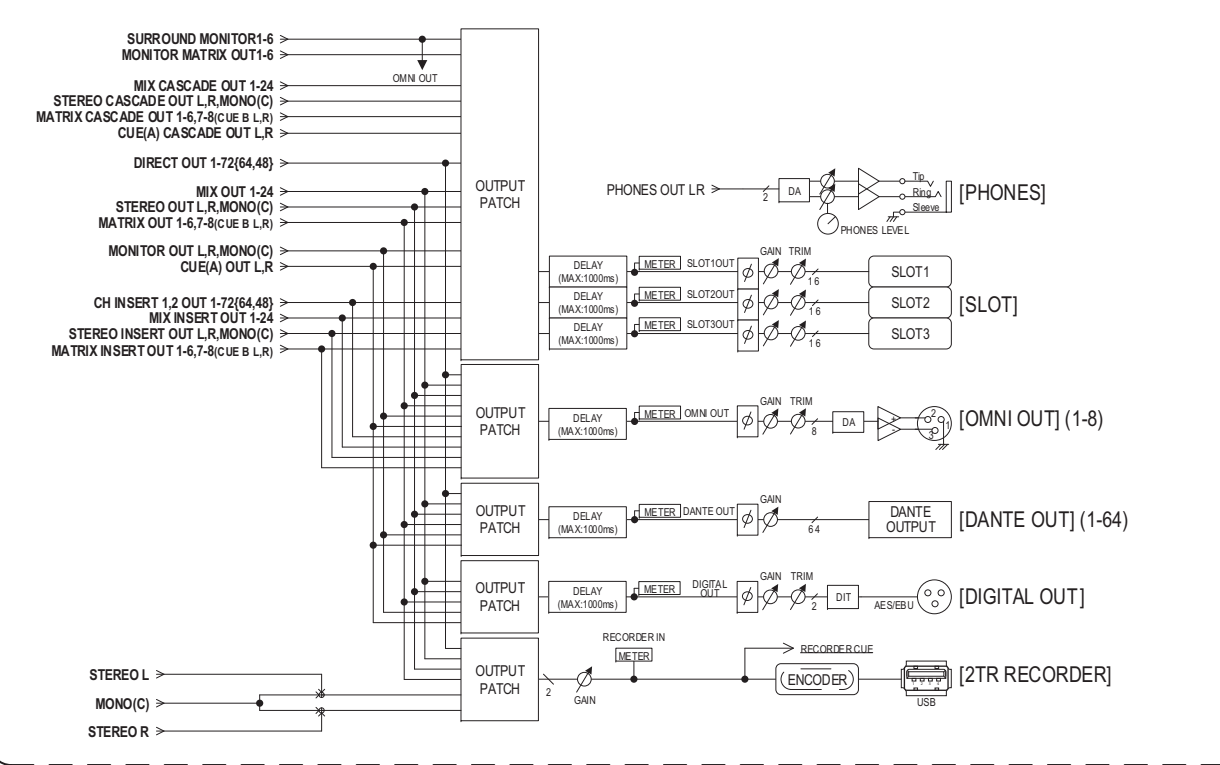 SURROUND MONITOR1-6
MONITOR MATRIX OUT1-6
OMNI OUT
MIX CASCADE OUT 1-24
STEREO CASCADE OUT L,R,MONO(C)
MATRIX CASCADE OUT 1-6,7-8(CUE B L,R)
CUE(A) CASCADE OUT L,R
DIRECT OUT 1-72{64,48}
MIX OUT 1-24
STEREO OUT L,R,MONO(C)
MATRIX OUT 1-6,7-8(CUE B L,R)
MONITOR OUT L,R,MONO(C)
CUE(A) OUT L,R
CH INSERT 1,2 OUT 1-72{64,48}
MIX INSERT OUT 1-24
STEREO INSERT OUT L,R,MONO(C)
MATRIX INSERT OUT 1-6,7-8(CUE B L,R)
OUTPUT
PATCH
PHONES OUT LR
2
DA
Tip
Ring
Sleeve
PHONES LEVEL
[PHONES]
GAIN TRIM
DELAY
(MAX:1000ms)
METER SLOT1OUT
ϕ
16
SLOT1
DELAY
(MAX:1000ms)
METER SLOT2OUT
ϕ
16
SLOT2
[SLOT]
DELAY
(MAX:1000ms)
METER SLOT3OUT
ϕ
16
SLOT3
OUTPUT
PATCH
DELAY
(MAX:1000ms)
METER OMNI OUT
ϕ
GAIN TRIM
8
DA
+
-
2
1
3
[OMNI OUT] (1-8)
OUTPUT
PATCH
DELAY
(MAX:1000ms)
METER DANTE OUT
ϕ
GAIN
64
DANTE
OUTPUT
[DANTE OUT] (1-64)
OUTPUT
PATCH
DELAY
(MAX:1000ms)
METER
DIGITAL
OUT
ϕ
GAIN TRIM
2
DIT
AES/EBU
[DIGITAL OUT]
STEREO L
MONO(C)
STEREO R
OUTPUT
PATCH
2
GAIN
RECORDER IN
METER
RECORDER CUE
ENCODER
USB
[2TR RECORDER]